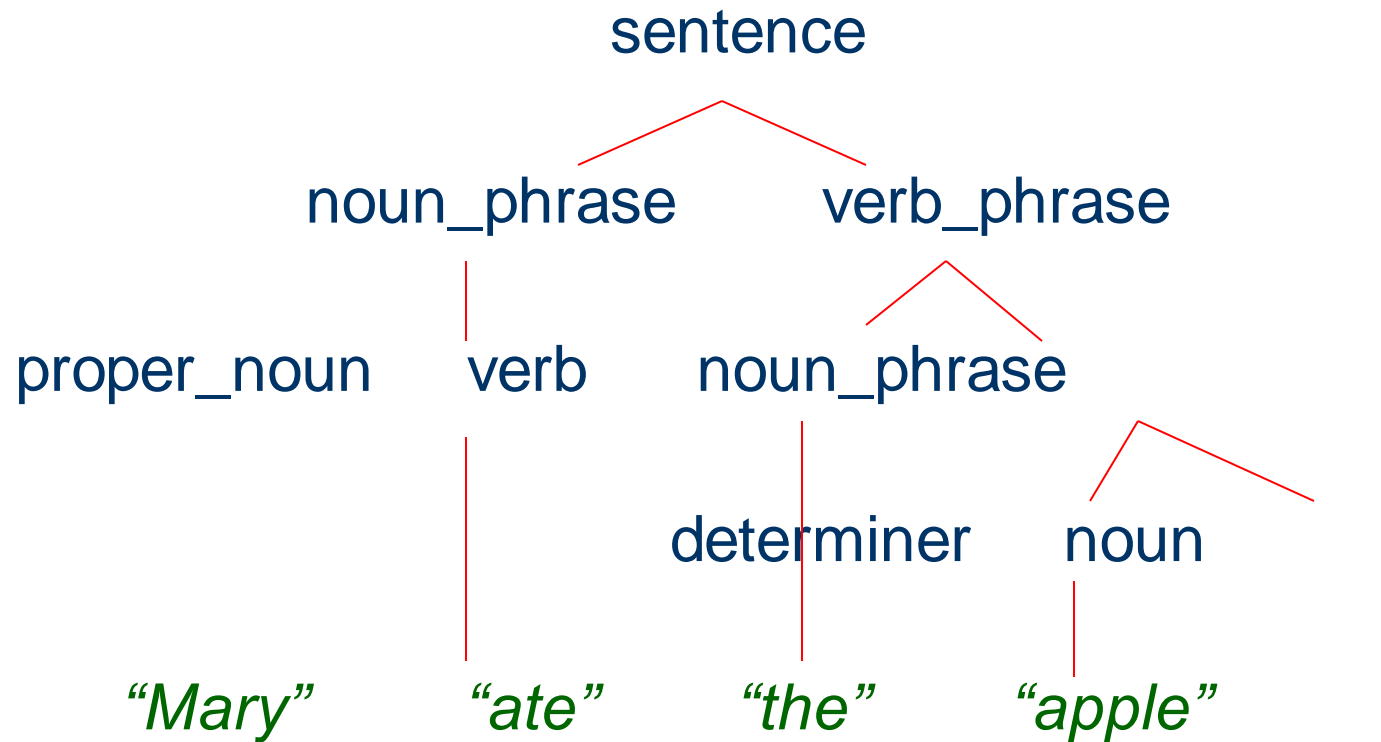 sentence
noun_phrase verb_phrase
proper_noun verb noun_phrase
determiner noun
“Mary” “ate” “the” “apple”